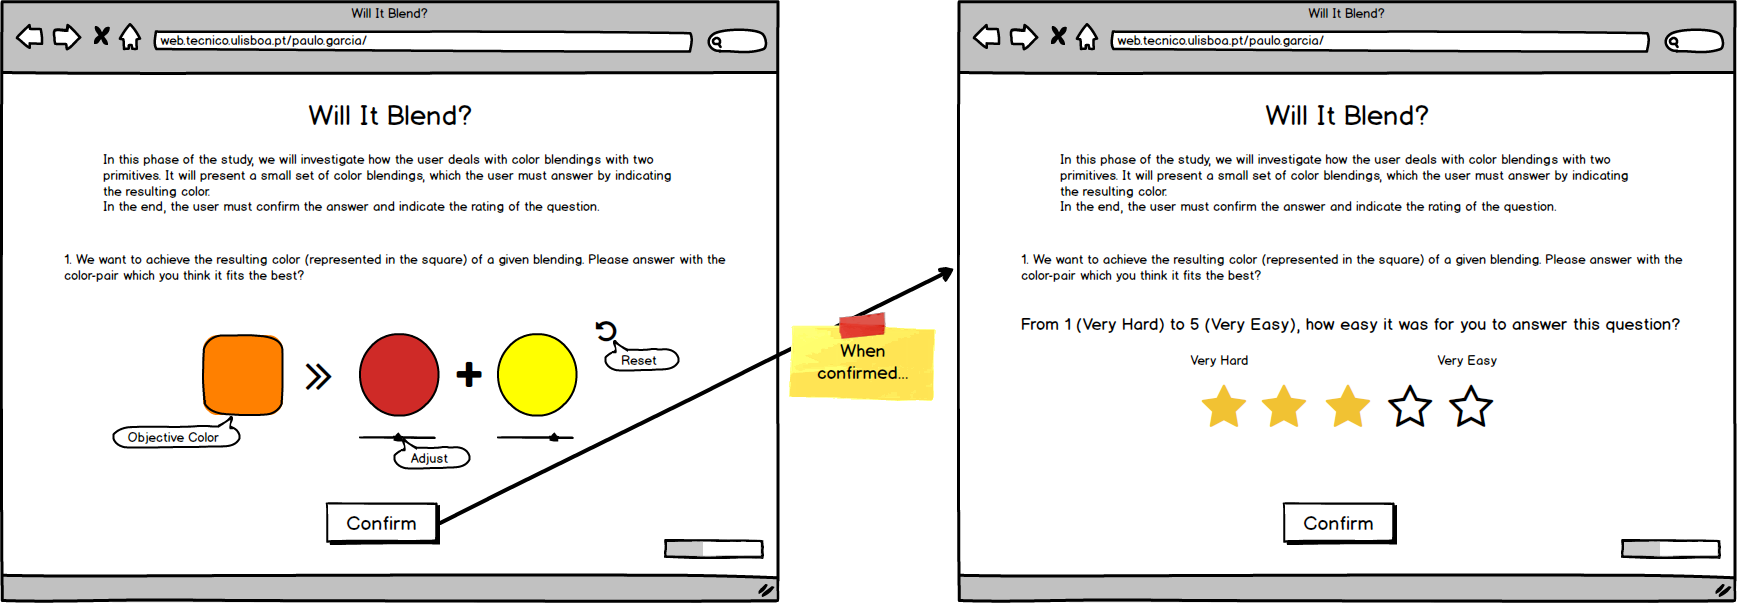 Will It Blend?
web.tecnico.ulisboa.pt/paulo.garcia/
Will It Blend?
In this phase of the study, we will investigate how the user deals with color blendings with two
primitives. It will present a small set of color blendings, which the user must answer by indicating
the resulting color.
In the end, the user must confirm the answer and indicate the rating of the question.
1. We want to achieve the resulting color (represented in the square) of a given blending. Please answer with the
color-pair which you think it fits the best?
Reset
Objective Color
Adjust
Confirm
When
confirmed...
Will It Blend?
web.tecnico.ulisboa.pt/paulo.garcia/
Will It Blend?
In this phase of the study, we will investigate how the user deals with color blendings with two
primitives. It will present a small set of color blendings, which the user must answer by indicating
the resulting color.
In the end, the user must confirm the answer and indicate the rating of the question.
1. We want to achieve the resulting color (represented in the square) of a given blending. Please answer with the
color-pair which you think it fits the best?
From 1 (Very Hard) to 5 (Very Easy), how easy it was for you to answer this question?
Very Hard Very Easy
Confirm